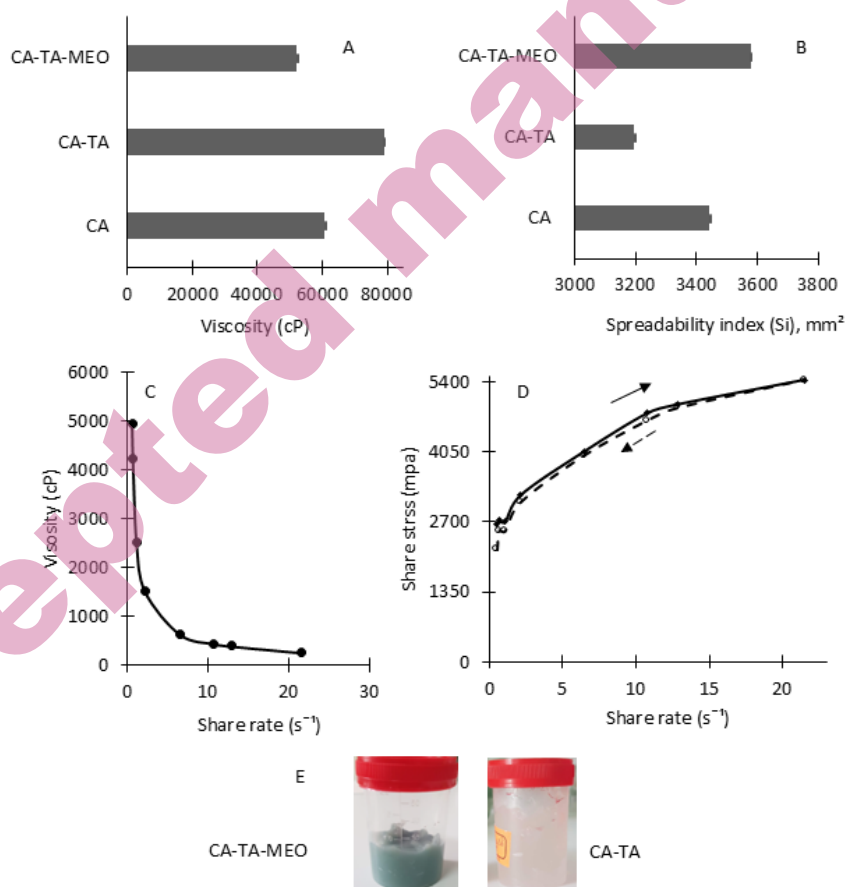 A
CA-TA-MEO
CA-TA
CA
0 20000 40000 60000 80000
Viscosity (cP)
B
CA-TA-MEO
CA-TA
CA
3000 3200 3400 3600 3800
Spreadability index (Si), mm²
C
6000
5000
4000
3000
2000
1000
0
Visosity (cP)
0 10 20 30
Share rate (s⁻¹)
D
5400
4050
2700
1350
0
Share strss (mpa)
0 5 10 15 20
Share rate (s⁻¹)
E
CA-TA-MEO
CA-TA
epted man